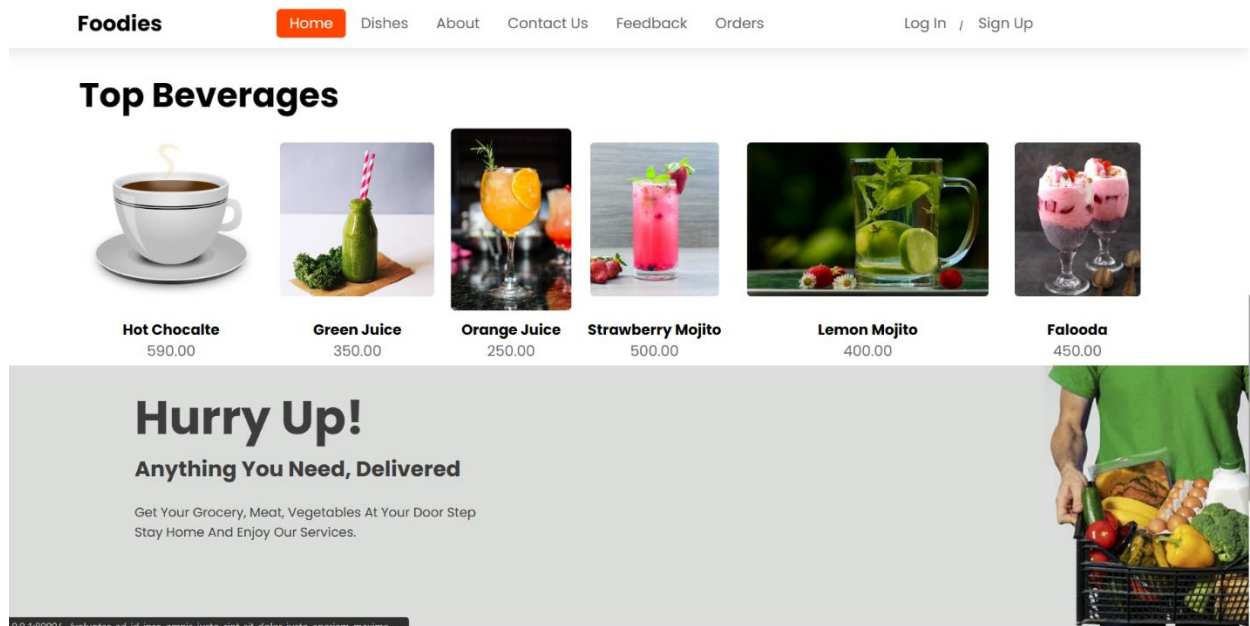 Foodies Home Dishes About Contact Us Feedback Orders Log In / Sign Up
Top Beverages
Hot Chocalte Green Juice Orange Juice Strawberry Mojito Lemon Mojito Falooda
590.00 350.00 250.00 500.00 400.00 450.00
Hurry Up!
Anything You Need, Delivered
Get Your Grocery, Meat, Vegetables At Your Door Step
Stay Home And Enjoy Our Services.